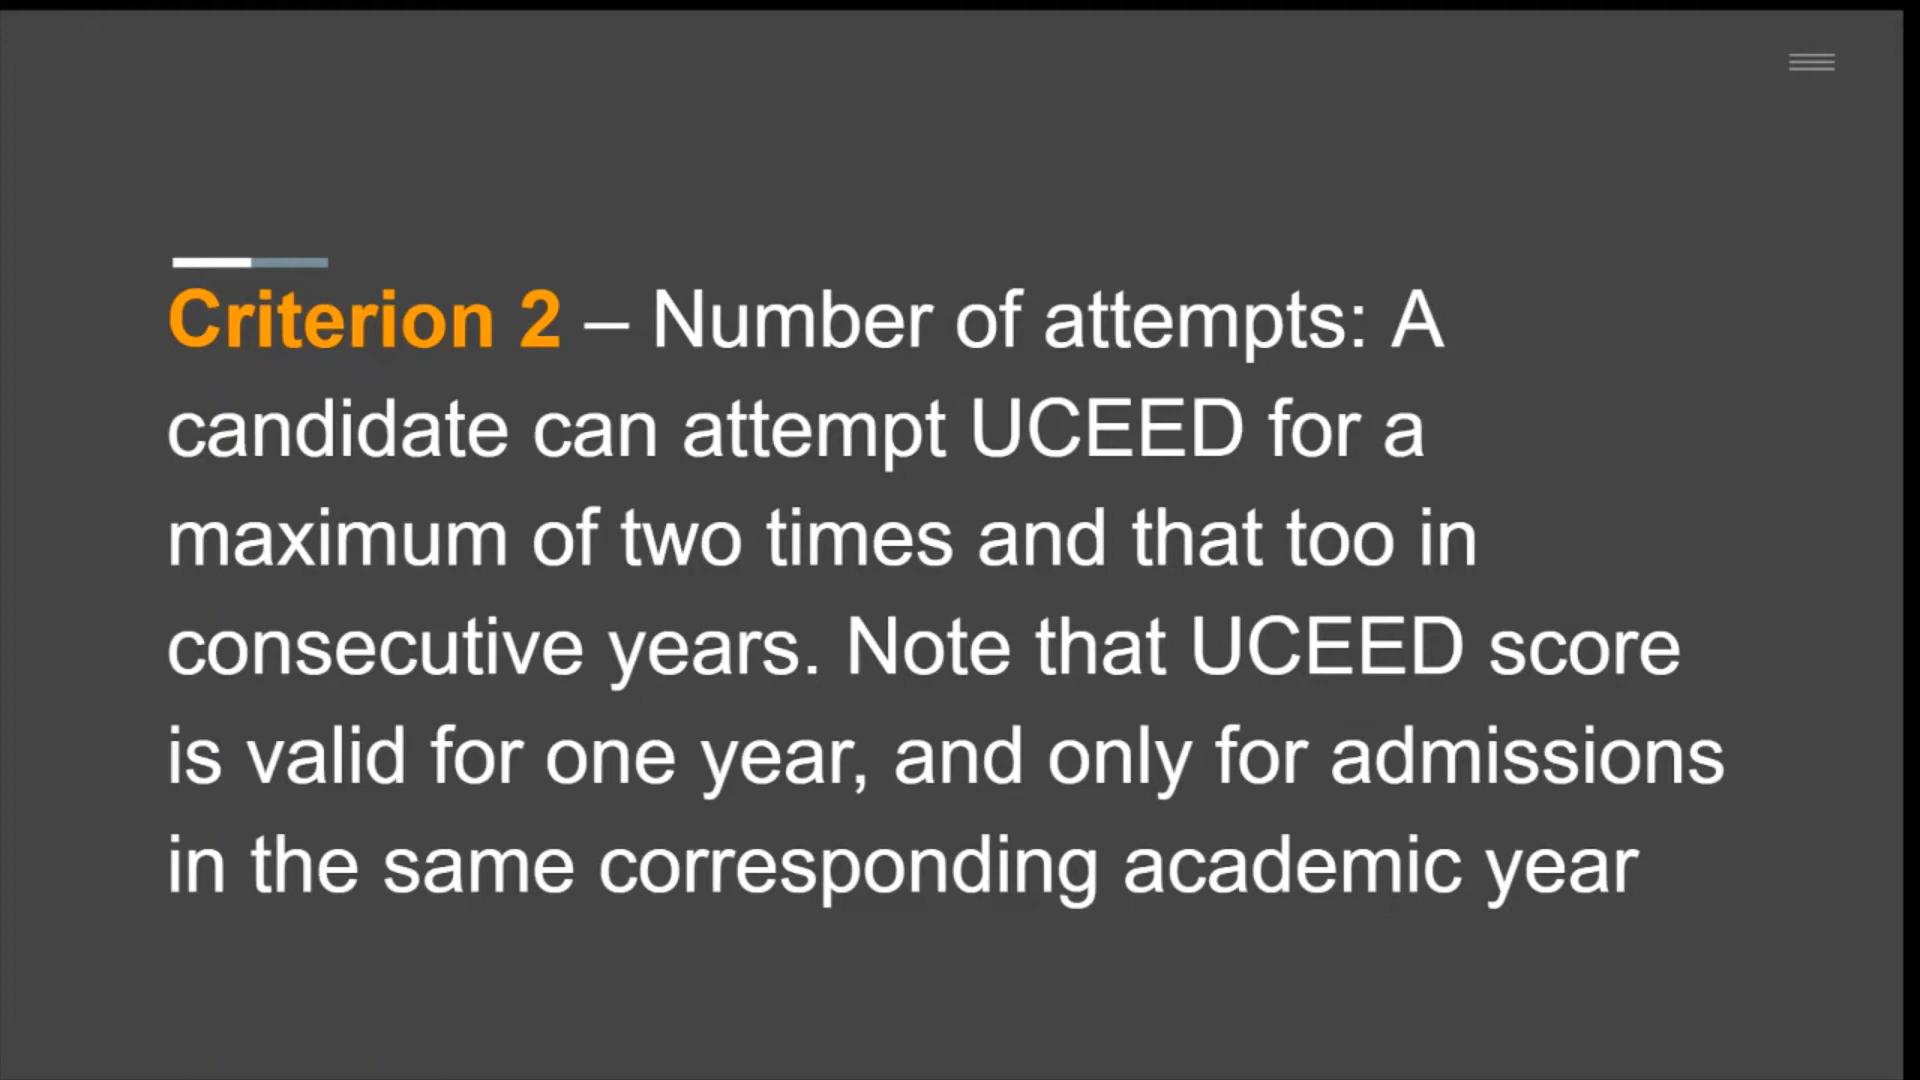 Criterion 2 – Number of attempts: A
candidate can attempt UCEED for a
maximum of two times and that too in
consecutive years. Note that UCEED score
is valid for one year, and only for admissions
in the same corresponding academic year